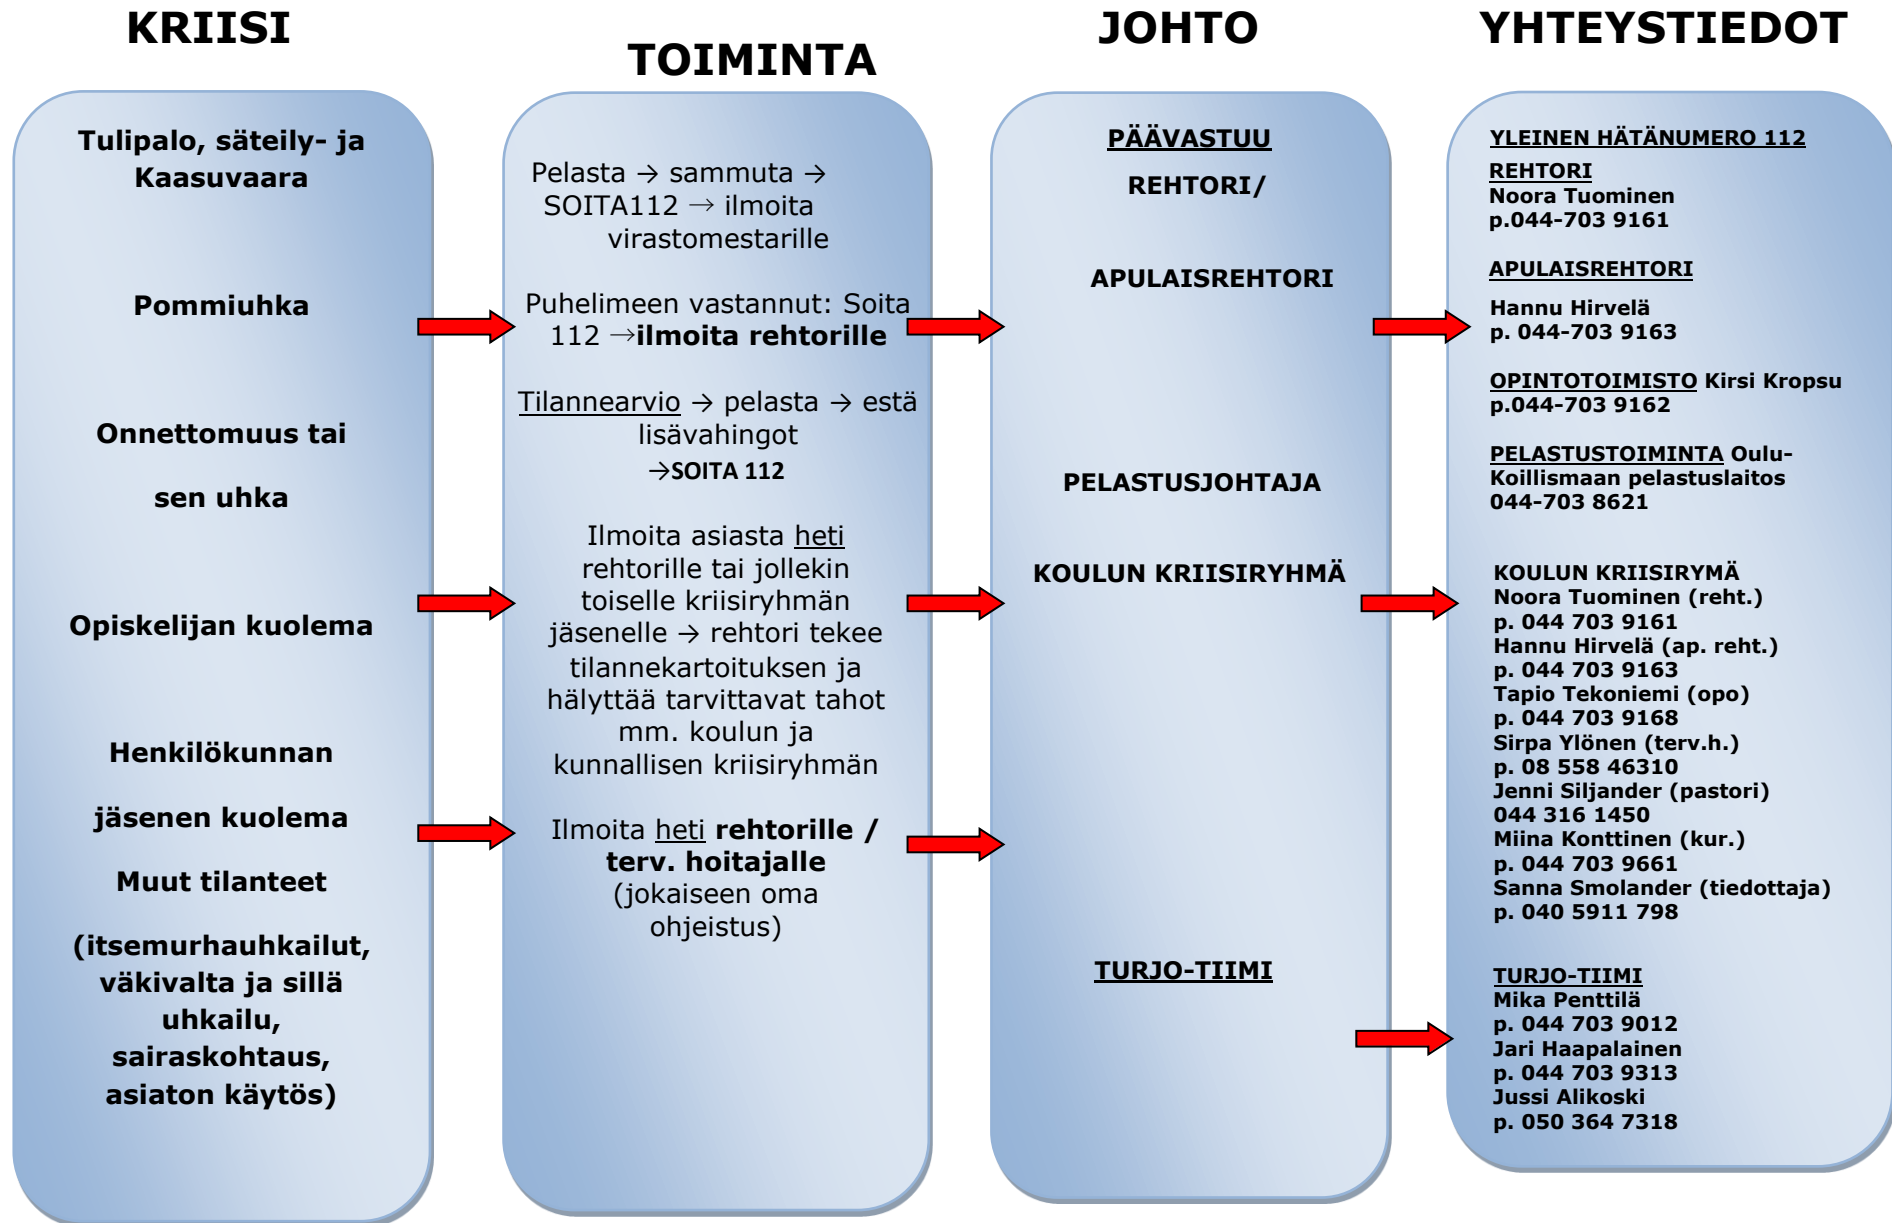 KRIISI
TOIMINTA
JOHTO
YHTEYSTIEDOT
Tulipalo, säteily- ja
Kaasuvaara
Pommiuhka
Onnettomuus tai
sen uhka
Opiskelijan kuolema
Henkilökunnan
jäsenen kuolema
Muut tilanteet
(itsemurhauhkailut,
väkivalta ja sillä
uhkailu,
sairaskohtaus,
asiaton käytös)
Pelasta → sammuta →
SOITA112 → ilmoita
virastomestarille
Puhelimeen vastannut: Soita
112 →ilmoita rehtorille
Tilannearvio → pelasta → estä
lisävahingot
→SOITA 112
Ilmoita asiasta heti
rehtorille tai jollekin
toiselle kriisiryhmän
jäsenelle → rehtori tekee
tilannekartoituksen ja
hälyttää tarvittavat tahot
mm. koulun ja
kunnallisen kriisiryhmän
Ilmoita heti rehtorille /
terv. hoitajalle
(jokaiseen oma
ohjeistus)
PÄÄVASTUU
REHTORI/
APULAISREHTORI
PELASTUSJOHTAJA
KOULUN KRIISIRYHMÄ
TURJO-TIIMI
YLEINEN HÄTÄNUMERO 112
REHTORI
Noora Tuominen
p.044-703 9161
APULAISREHTORI
Hannu Hirvelä
p. 044-703 9163
OPINTOTOIMISTO Kirsi Kropsu
p.044-703 9162
PELASTUSTOIMINTA Oulu-
Koillismaan pelastuslaitos
044-703 8621
KOULUN KRIISIRYMÄ
Noora Tuominen (reht.)
p. 044 703 9161
Hannu Hirvelä (ap. reht.)
p. 044 703 9163
Tapio Tekoniemi (opo)
p. 044 703 9168
Sirpa Ylönen (terv.h.)
p. 08 558 46310
Jenni Siljander (pastori)
044 316 1450
Miina Konttinen (kur.)
p. 044 703 9661
Sanna Smolander (tiedottaja)
p. 040 5911 798
TURJO-TIIMI
Mika Penttilä
p. 044 703 9012
Jari Haapalainen
p. 044 703 9313
Jussi Alikoski
p. 050 364 7318